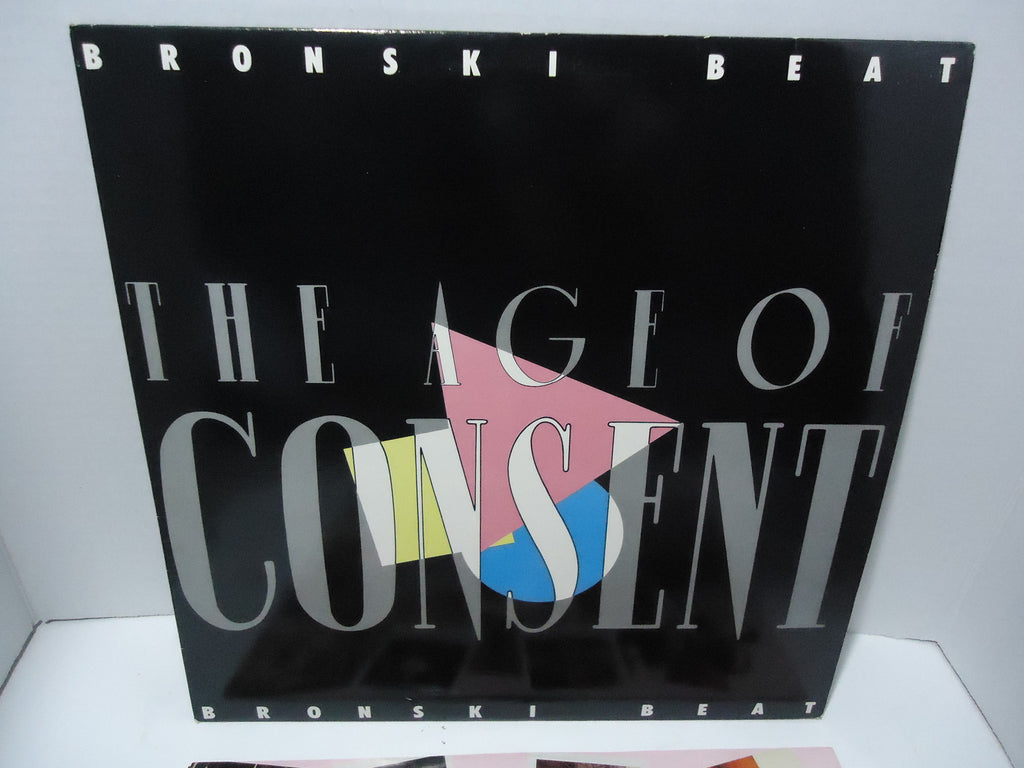 BRONSKI BEAT
THE AGE OF
CONSENT
BRONSKI BEAT